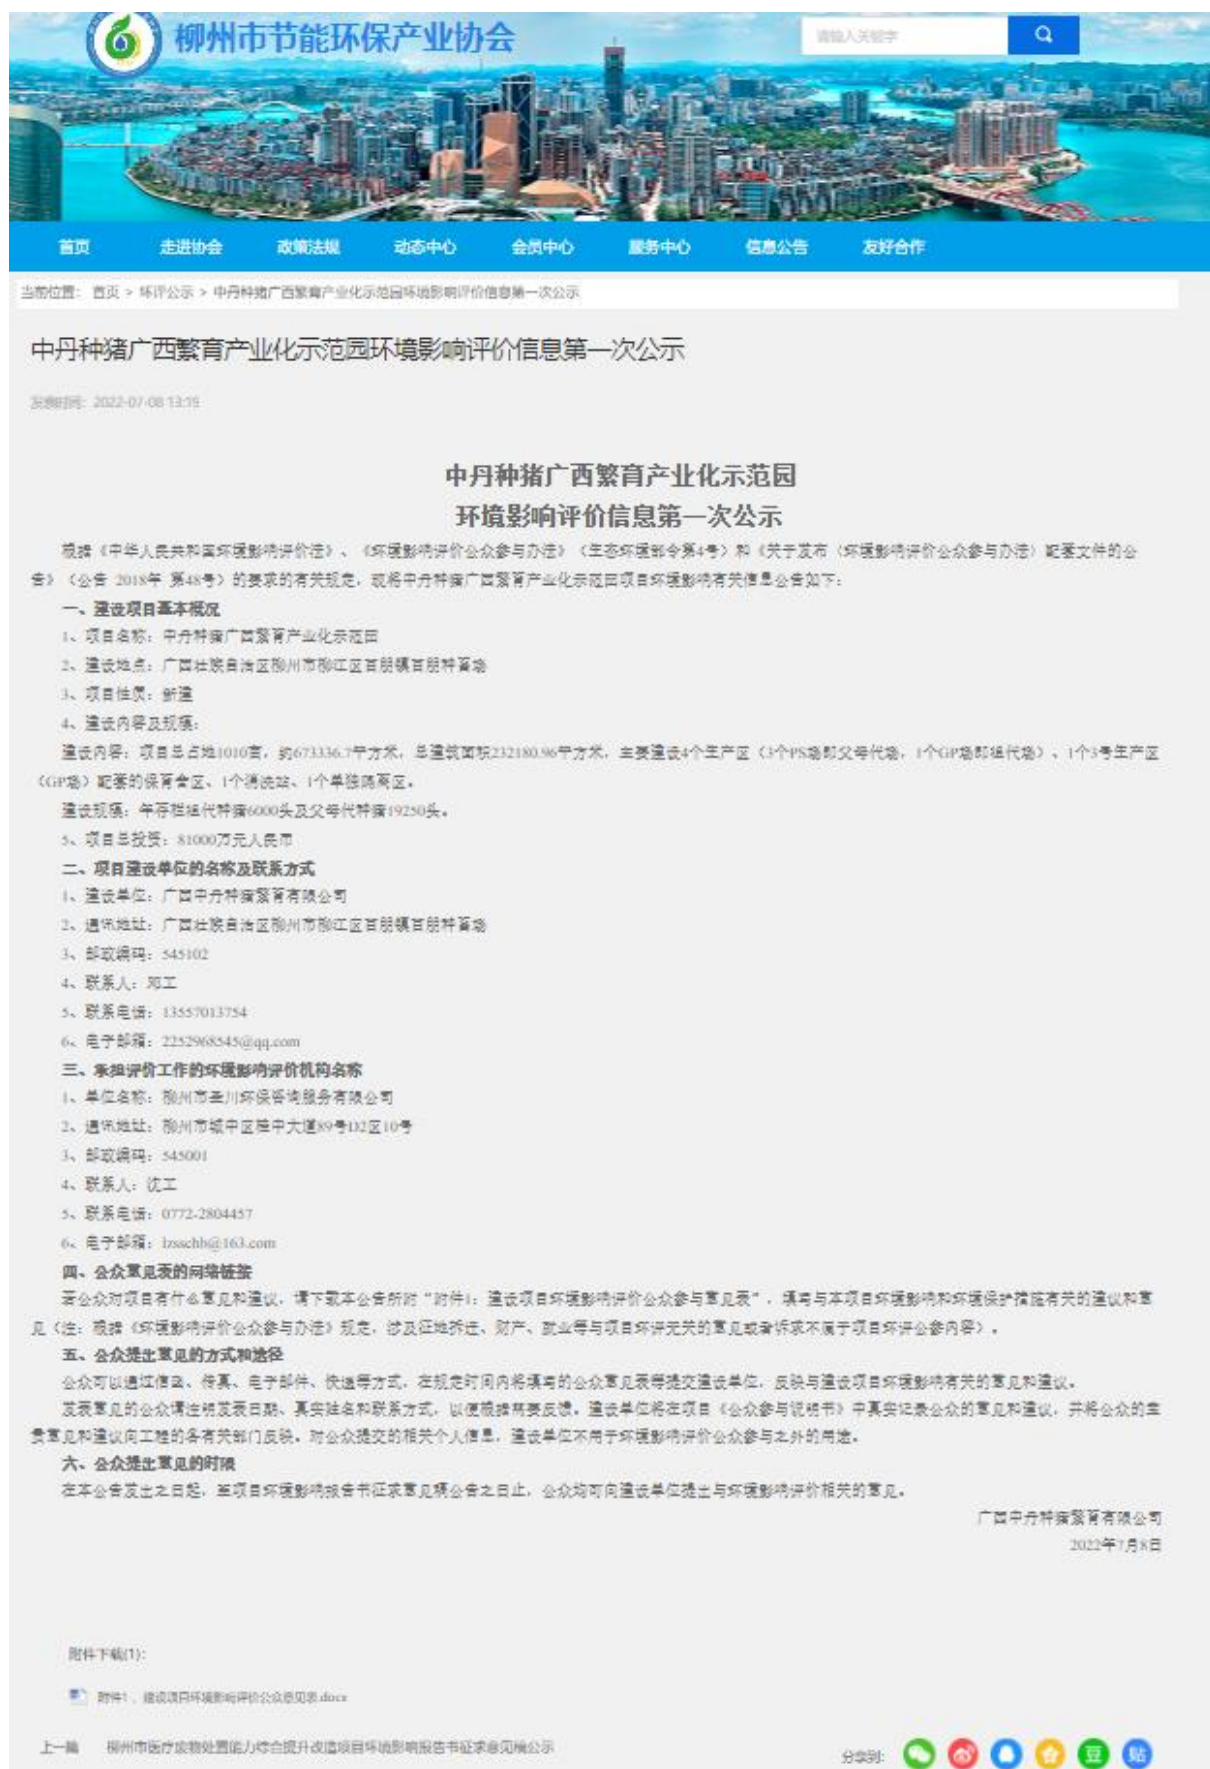 柳州市节能环保产业协会
请输入关键字
首页 走进协会 政策法规 动态中心 会员中心 服务中心 信息公告 友好合作
当前位置： 首页 > 环评公示 > 中丹种猪广西繁育产业化示范园环境影响评价信息第一次公示
中丹种猪广西繁育产业化示范园环境影响评价信息第一次公示
发表时间：2022-07-08 13:15
中丹种猪广西繁育产业化示范园
环境影响评价信息第一次公示
根据《中华人民共和国环境影响评价法》、《环境影响评价公众参与办法》（生态环境部令第4号）和《关于发布〈环境影响评价公众参与办法〉配套文件的公
告》（公告 2018年 第48号）的要求的有关规定，现将中丹种猪广西繁育产业化示范园项目环境影响有关信息公告如下：
一、建设项目基本概况
1、项目名称：中丹种猪广西繁育产业化示范园
2、建设地点：广西壮族自治区柳州市柳江区百朋镇百朋种畜场
3、项目性质：新建
4、建设内容及规模：
建设内容：项目总占地1010亩，约673336.7平方米，总建筑面积232180.96平方米，主要建设4个生产区（3个PS场即父母代场，1个GP场即祖代场）、1个3号生产区
（GP场）配套的保育舍区、1个清洗站、1个单独隔离区。
建设规模：年存栏祖代种猪6000头及父母代种猪19250头。
5、项目总投资：81000万元人民币
二、项目建设单位的名称及联系方式
1、建设单位：广西中丹种猪繁育有限公司
2、通讯地址：广西壮族自治区柳州市柳江区百朋镇百朋种畜场
3、邮政编码：545102
4、联系人：邓工
5、联系电话：13557013754
6、电子邮箱：2252968545@qq.com
三、承担评价工作的环境影响评价机构名称
1、单位名称：柳州市圣川环保咨询服务有限公司
2、通讯地址：柳州市城中区桂中大道89号D2区10号
3、邮政编码：545001
4、联系人：沈工
5、联系电话：0772-2804457
6、电子邮箱：lzsschb@163.com
四、公众意见表的网络链接
若公众对项目有什么意见和建议，请下载本公告所附“附件1：建设项目环境影响评价公众参与意见表”，填写与本项目环境影响和环境保护措施有关的建议和意
见（注：根据《环境影响评价公众参与办法》规定，涉及征地拆迁、财产、就业等与项目环评无关的意见或者诉求不属于项目环评公参内容）。
五、公众提出意见的方式和途径
公众可以通过信函、传真、电子邮件、快递等方式，在规定时间内将填写的公众意见表等提交建设单位，反映与建设项目环境影响有关的意见和建议。
发表意见的公众请注明发表日期、真实姓名和联系方式，以便根据需要反馈。建设单位将在项目《公众参与说明书》中真实记录公众的意见和建议，并将公众的宝
贵意见和建议向工程的各有关部门反映。对公众提交的相关个人信息，建设单位不用于环境影响评价公众参与之外的用途。
六、公众提出意见的时限
在本公告发出之日起，至项目环境影响报告书征求意见稿公告之日止，公众均可向建设单位提出与环境影响评价相关的意见。
广西中丹种猪繁育有限公司
2022年7月8日
附件下载(1)：
附件1 、建设项目环境影响评价公众意见表.docx
上一篇 柳州市医疗废物处置能力综合提升改造项目环境影响报告书征求意见稿公示
分享到： 豆 贴